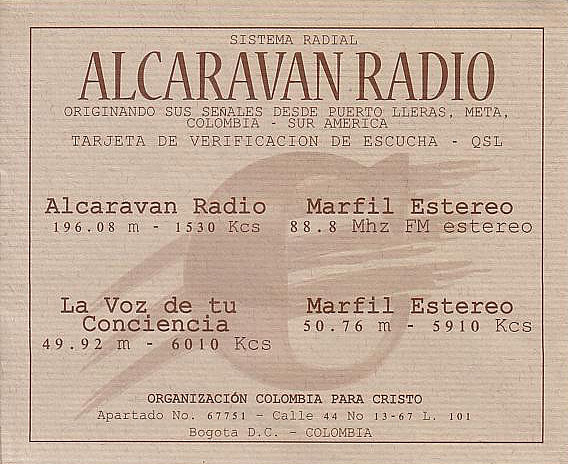 SISTEMA RADIAL
ALCARAVAN RADIO
ORIGINANDO SUS SEÑALES DESDE PUERTO LLERAS, META,
COLOMBIA - SUR AMERICA
TARJETA DE VERIFICACION DE ESCUCHA - QSL
Alcaravan Radio
196.08 m - 1530 Kcs
Marfil Estereo
88.8 Mhz FM estereo
La Voz de tu
Conciencia
49.92 m - 6010 Kcs
Marfil Estereo
50.76 m - 5910 Kcs
ORGANIZACIÓN COLOMBIA PARA CRISTO
Apartado No. 67751 - Calle 44 No 13-67 L. 101
Bogota D.C. - COLOMBIA